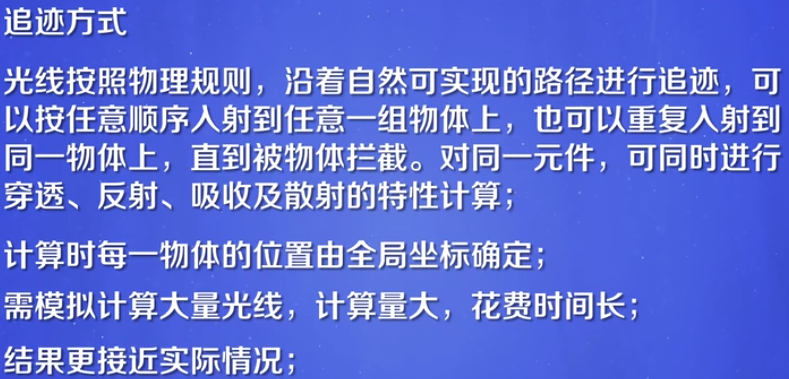 追迹方式
光线按照物理规则，沿着自然可实现的路径进行追迹，可
以按任意顺序入射到任意一组物体上，也可以重复入射到
同一物体上，直到被物体拦截。对同一元件，可同时进行
穿透、反射、吸收及散射的特性计算；
计算时每一物体的位置由全局坐标确定；
需模拟计算大量光线，计算量大，花费时间长；
结果更接近实际情况；